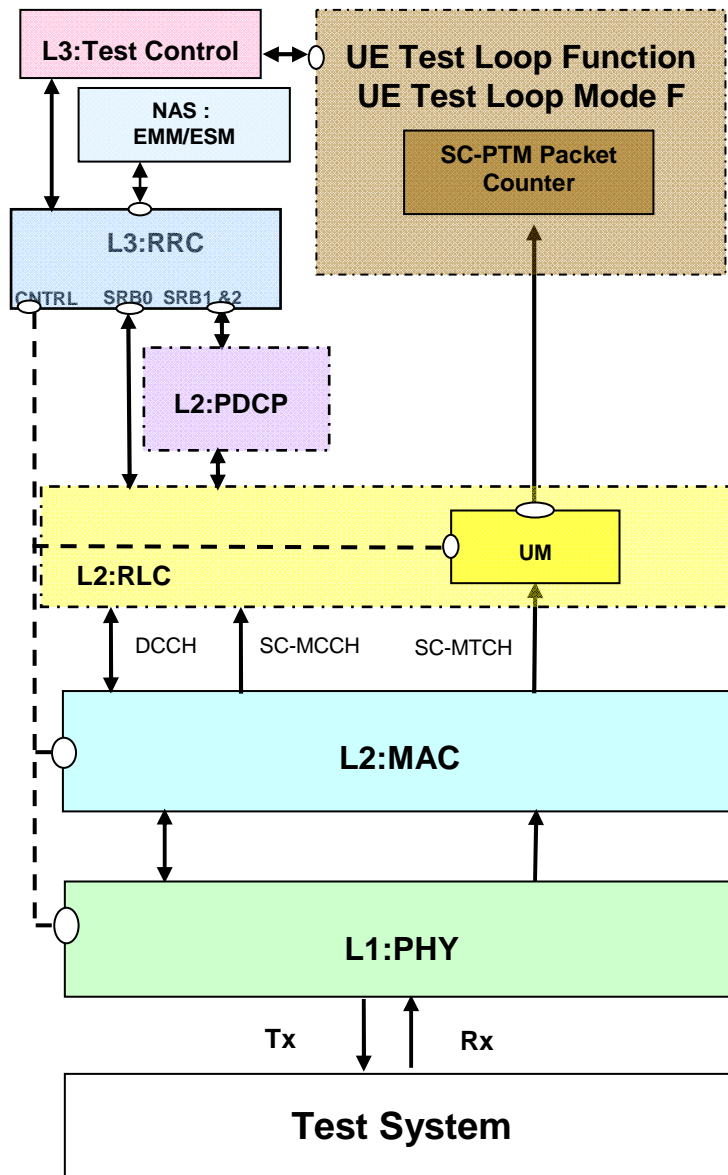 L3:Test Control
UE Test Loop Function
UE Test Loop Mode F
NAS :
EMM/ESM
SC-PTM Packet
Counter
L3:RRC
CNTRL SRB0 SRB1 &2
L2:PDCP
UM
L2:RLC
DCCH SC-MCCH SC-MTCH
L2:MAC
L1:PHY
Tx Rx
Test System